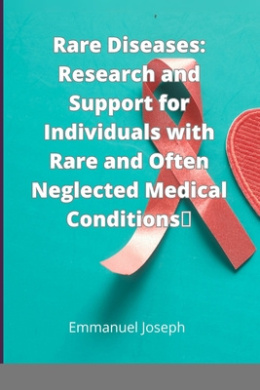 Rare Diseases:
Research and
Support for
Individuals with
Rare and Often
Neglected Medical
Conditions▯
Emmanuel Joseph